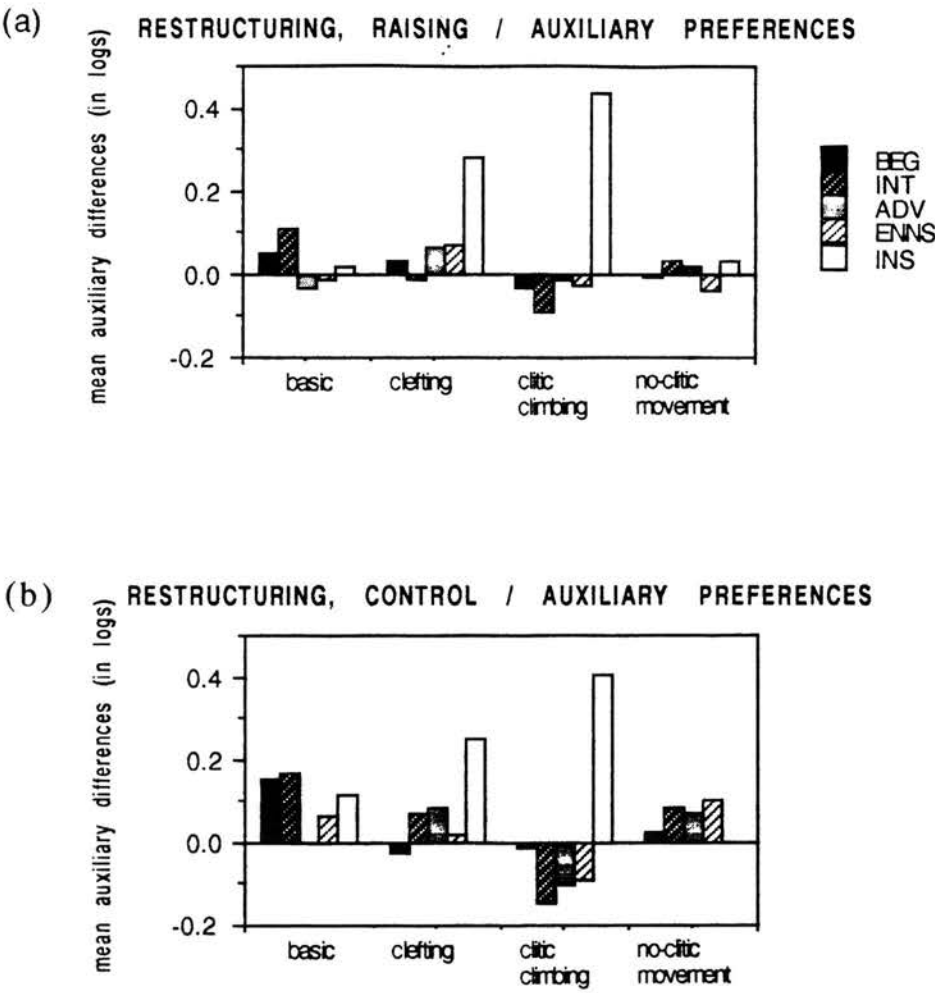 (a)
RESTRUCTURING, RAISING / AUXILIARY PREFERENCES
mean auxiliary differences (in logs)
0.4
0.2
0.0
-0.2
basic
clefting
clitic climbing
no-clitic movement
BEG
INT
ADV
ENNS
INS
(b)
RESTRUCTURING, CONTROL / AUXILIARY PREFERENCES
mean auxiliary differences (in logs)
0.4
0.2
0.0
-0.2
basic
clefting
clitic climbing
no-clitic movement